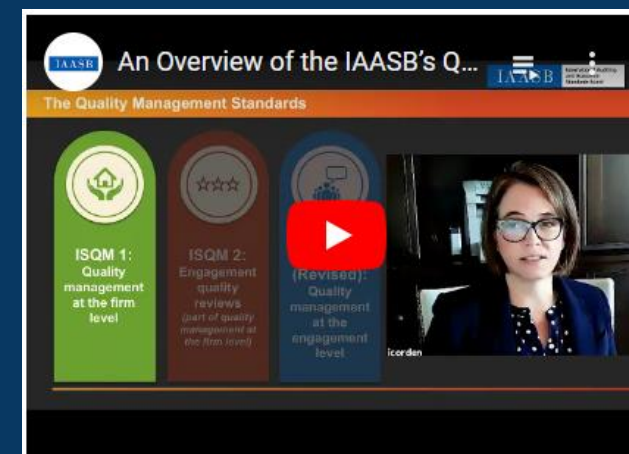 IAASB
An Overview of the IAASB's Q...
IAASB
The Quality Management Standards
ISQM 1:
Quality
management
at the firm
level
ISQM 2:
Engagement
quality
reviews
(part of quality
management at
the firm level)
(Revised):
Quality
management
at the
engagement
level
icorden